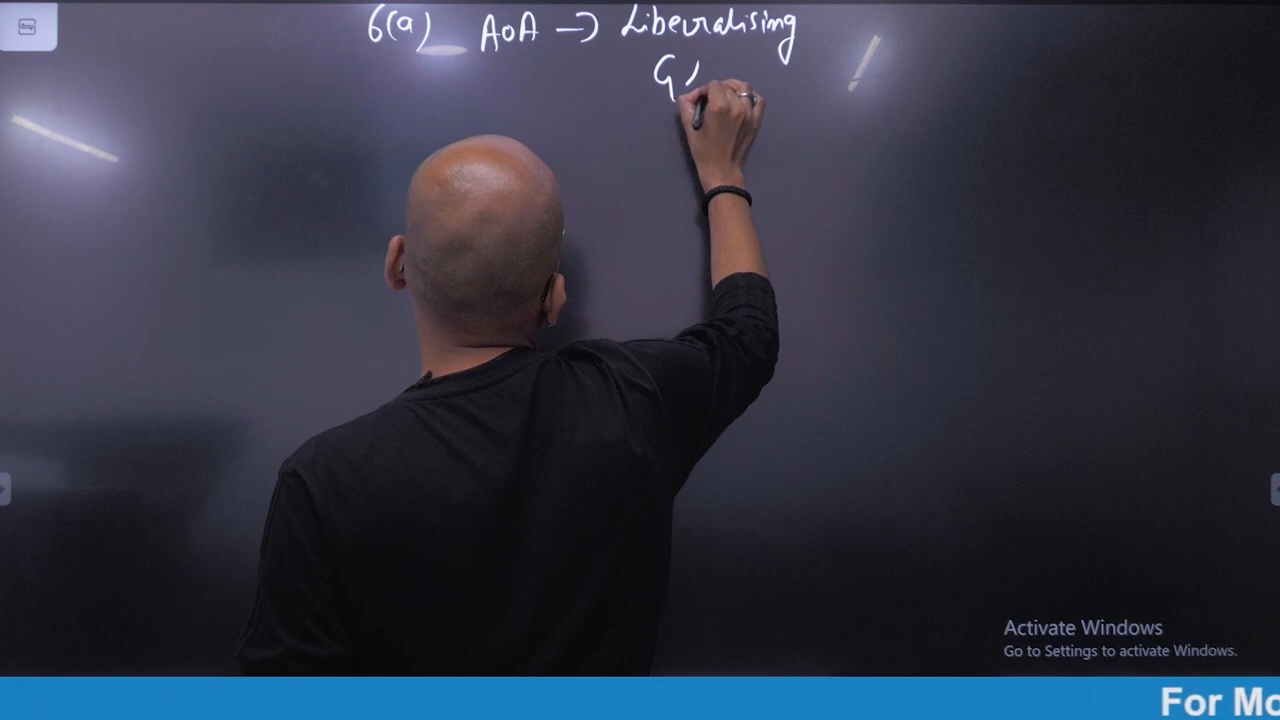 6(a) AoA → Liberalising
G
Activate Windows
Go to Settings to activate Windows.
For Mo